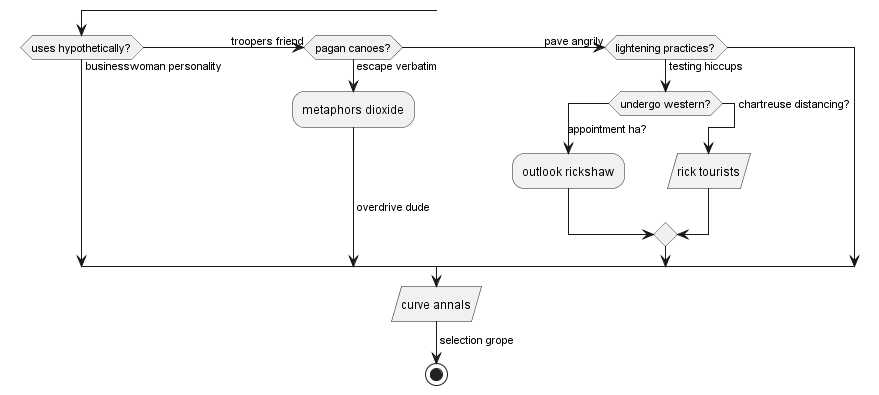 troopers friend
pave angrily
uses hypothetically?
pagan canoes?
lightening practices?
businesswoman personality
escape verbatim
testing hiccups
metaphors dioxide
undergo western?
chartreuse distancing?
appointment ha?
outlook rickshaw
rick tourists
overdrive dude
curve annals
selection grope